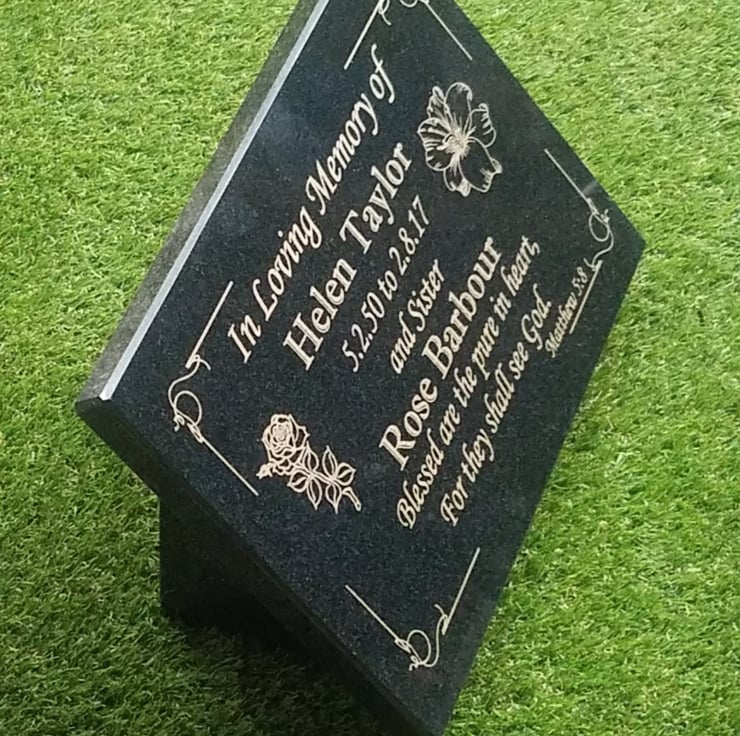 In Loving Memory of
Helen Taylor
5.2.50 to 2.8.17
and Sister
Rose Barbour
Blessed are the pure in heart,
For they shall see God.
Matthew 5:8